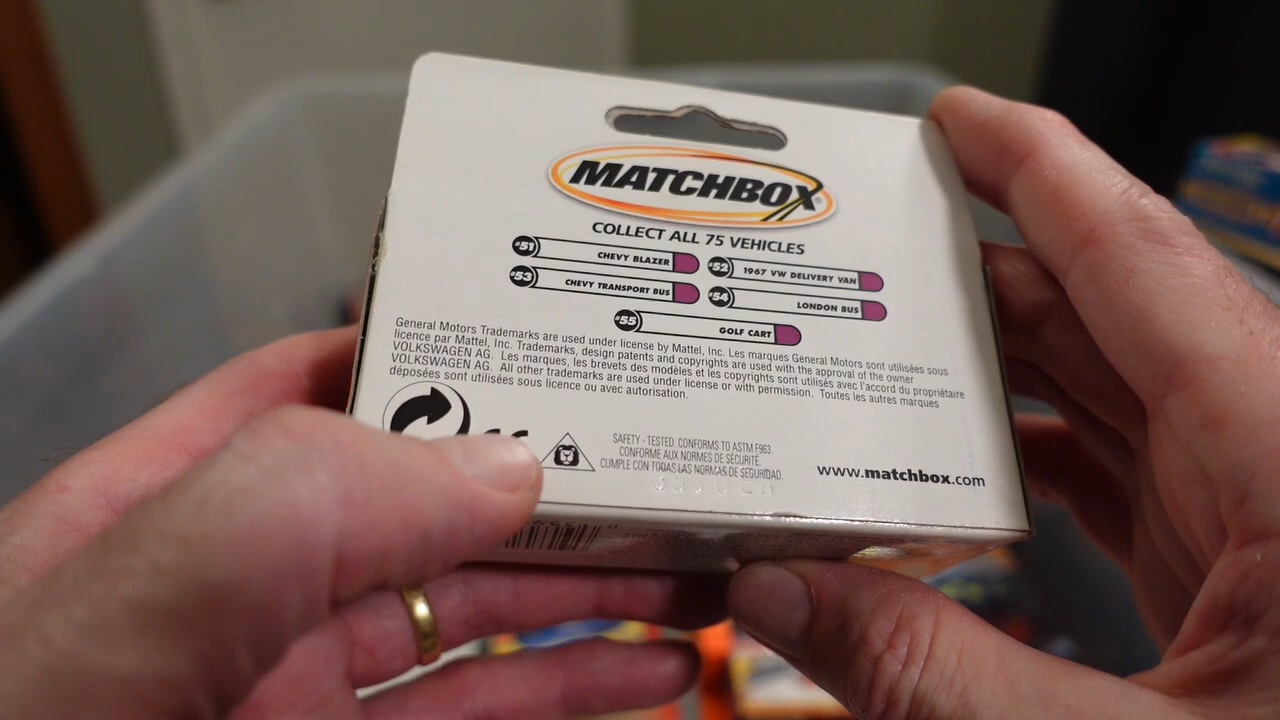 MATCHBOX®
COLLECT ALL 75 VEHICLES
#51 CHEVY BLAZER
#52 1967 VW DELIVERY VAN
#53 CHEVY TRANSPORT BUS
#54 LONDON BUS
#55 GOLF CART
General Motors Trademarks are used under license by Mattel, Inc. Les marques General Motors sont utilisées sous
licence par Mattel, Inc. Trademarks, design patents and copyrights are used with the approval of the owner
VOLKSWAGEN AG. Les marques, les brevets des modèles et les copyrights sont utilisés avec l'accord du propriétaire
VOLKSWAGEN AG. All other trademarks are used under license or with permission. Toutes les autres marques
déposées sont utilisées sous licence ou avec autorisation.
SAFETY - TESTED. CONFORMS TO ASTM F963.
CONFORME AUX NORMES DE SÉCURITÉ.
CUMPLE CON TODAS LAS NORMAS DE SEGURIDAD.
www.matchbox.com